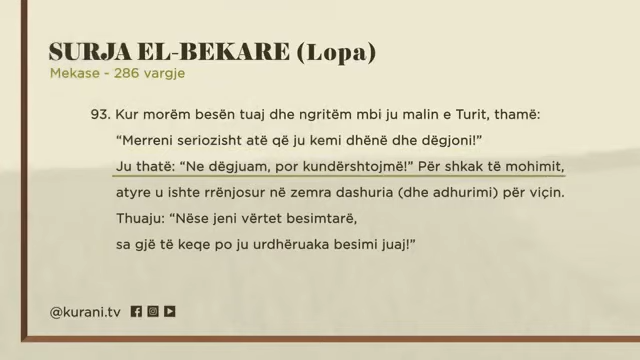 SURJA EL-BEKARE (Lopa)
Mekase - 286 vargje
93. Kur morëm besën tuaj dhe ngritëm mbi ju malin e Turit, thamë:
“Merreni seriozisht atë që ju kemi dhënë dhe dëgjoni!”
Ju thatë: “Ne dëgjuam, por kundërshtojmë!” Për shkak të mohimit,
atyre u ishte rrënjosur në zemra dashuria (dhe adhurimi) për viçin.
Thuaju: “Nëse jeni vërtet besimtarë,
sa gjë të keqe po ju urdhëruaka besimi juaj!”
@kurani.tv